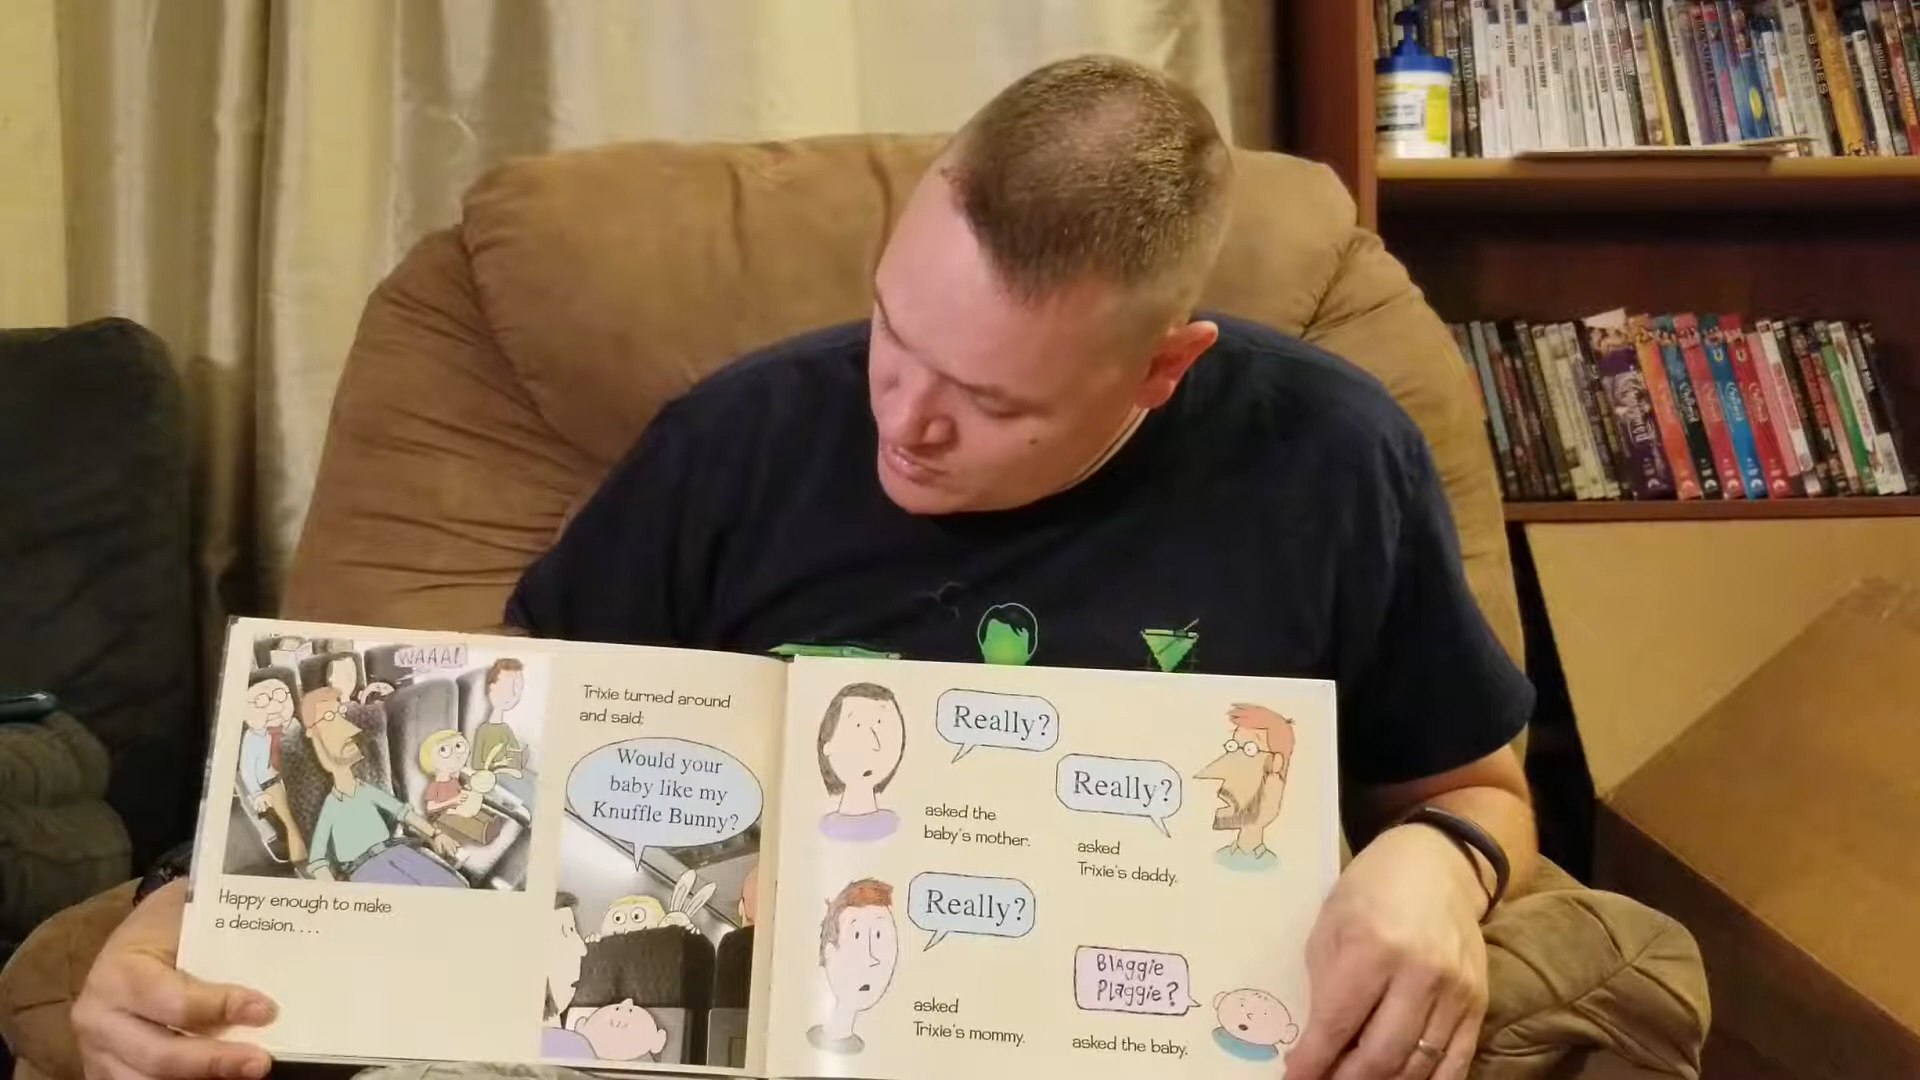 WAAA!
Happy enough to make
a decision....
Trixie turned around
and said:
Would your
baby like my
Knuffle Bunny?
Really?
asked the
baby's mother.
Really?
asked
Trixie's daddy.
Really?
asked
Trixie's mommy.
Blaggie
Plaggie?
asked the baby.